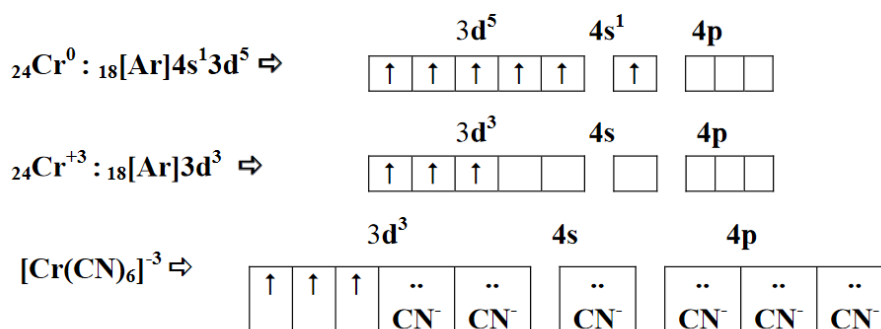 3d⁵ 4s¹ 4p
₂₄Cr⁰ : ₁₈[Ar]4s¹3d⁵ ⇨ ↑ ↑ ↑ ↑ ↑ ↑
3d³ 4s 4p
₂₄Cr⁺³ : ₁₈[Ar]3d³ ⇨ ↑ ↑ ↑
3d³ 4s 4p
[Cr(CN)₆]⁻³ ⇨ ↑ ↑ ↑ .. .. .. .. .. ..
CN⁻ CN⁻ CN⁻ CN⁻ CN⁻ CN⁻